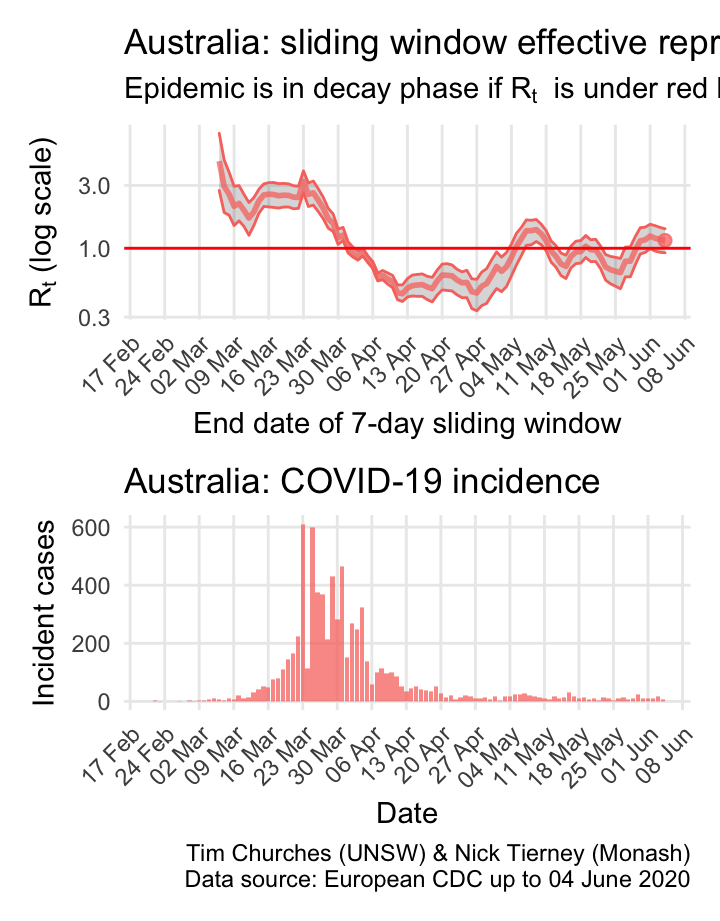 Australia: sliding window effective repr
Epidemic is in decay phase if Rt is under red
Rt (log scale)
3.0
1.0
0.3
17 Feb
24 Feb
02 Mar
09 Mar
16 Mar
23 Mar
30 Mar
06 Apr
13 Apr
20 Apr
27 Apr
04 May
11 May
18 May
25 May
01 Jun
08 Jun
End date of 7-day sliding window
Australia: COVID-19 incidence
Incident cases
600
400
200
0
17 Feb
24 Feb
02 Mar
09 Mar
16 Mar
23 Mar
30 Mar
06 Apr
13 Apr
20 Apr
27 Apr
04 May
11 May
18 May
25 May
01 Jun
08 Jun
Date
Tim Churches (UNSW) & Nick Tierney (Monash)
Data source: European CDC up to 04 June 2020